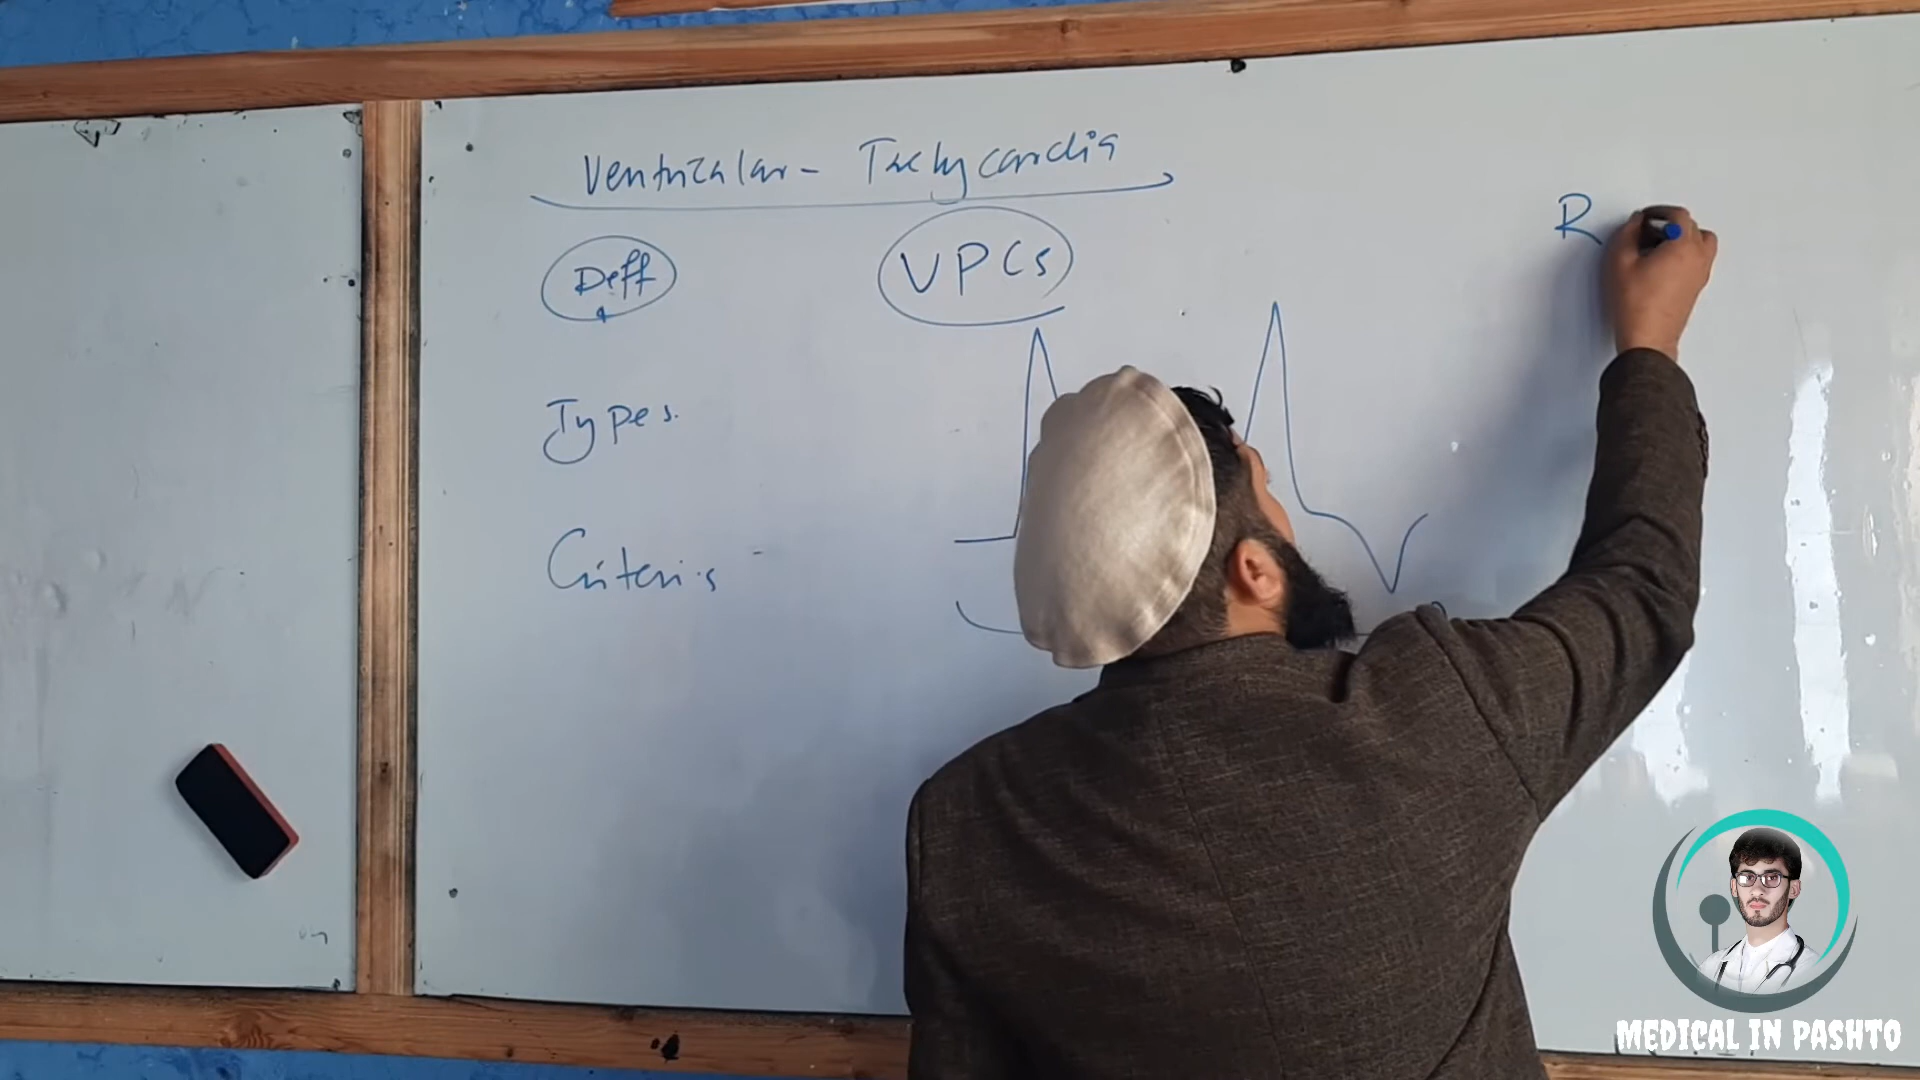 Ventricular - Tachycardia
Deff
VPCs
R
Types.
Criteria
MEDICAL IN PASHTO